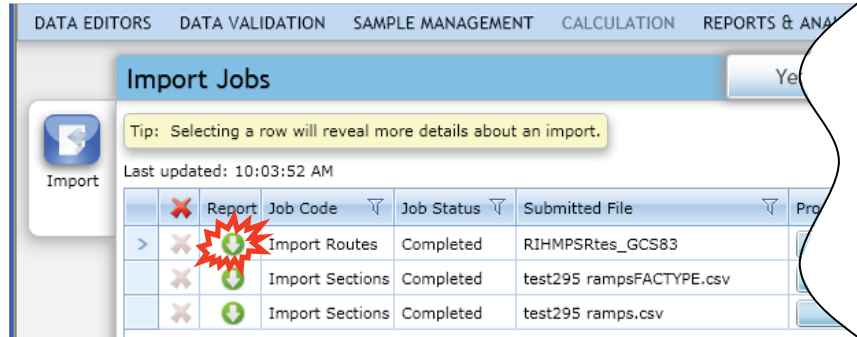 DATA EDITORS DATA VALIDATION SAMPLE MANAGEMENT CALCULATION REPORTS &
Import Jobs
Tip: Selecting a row will reveal more details about an import.
Import
Last updated: 10:03:52 AM
Report Job Code Job Status Submitted File
Import Routes Completed RIHMPSRtes_GCS83
Import Sections Completed test295 rampsFACTYPE.csv
Import Sections Completed test295 ramps.csv